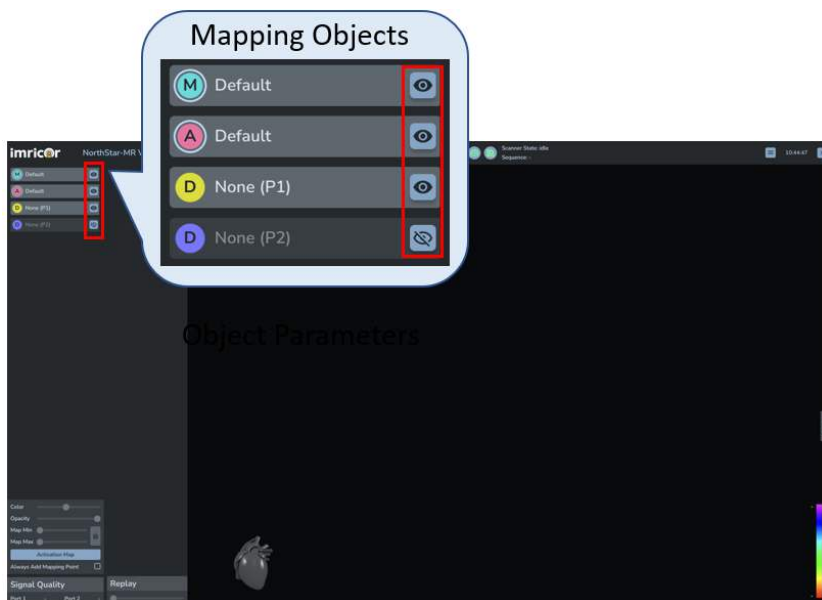 Mapping Objects
M Default
A Default
D None (P1)
D None (P2)
imricor NorthStar-MR
Scanner State: idle
Sequence -
10:44:47
M Default
A Default
D None (P1)
D None (P2)
Object Parameters
Color
Opacity
Map Min
Map Max
Activation Map
Always Add Mapping Point
Signal Quality
Replay
Port 1
Port 2